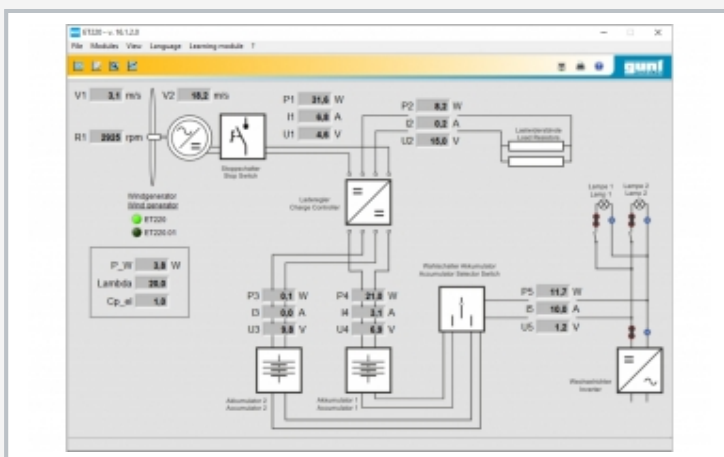 ET220 - v. 16.1.2.0
File Modules View Language Learning module ?
gunt
V1 3,1 m/s V2 18,2 m/s
R1 2935 rpm
P1 31,6 W
I1 6,8 A
U1 4,6 V
P2 8,2 W
I2 0,2 A
U2 15,0 V
Lastwiderstände
Load Resistors
Stoppschalter
Stop Switch
Windgenerator
Wind generator
ET220
ET220.01
Laderegler
Charge Controller
Lampe 1
Lamp 1
Lampe 2
Lamp 2
P_W 3,8 W
Lambda 20,0
Cp_el 1,0
Wahlschalter Akkumulator
Accumulator Selector Switch
P3 0,1 W
I3 0,0 A
U3 9,8 V
P4 21,8 W
I4 3,1 A
U4 6,9 V
P5 11,7 W
I5 10,0 A
U5 1,2 V
Wechselrichter
Inverter
Akkumulator 2
Accumulator 2
Akkumulator 1
Accumulator 1